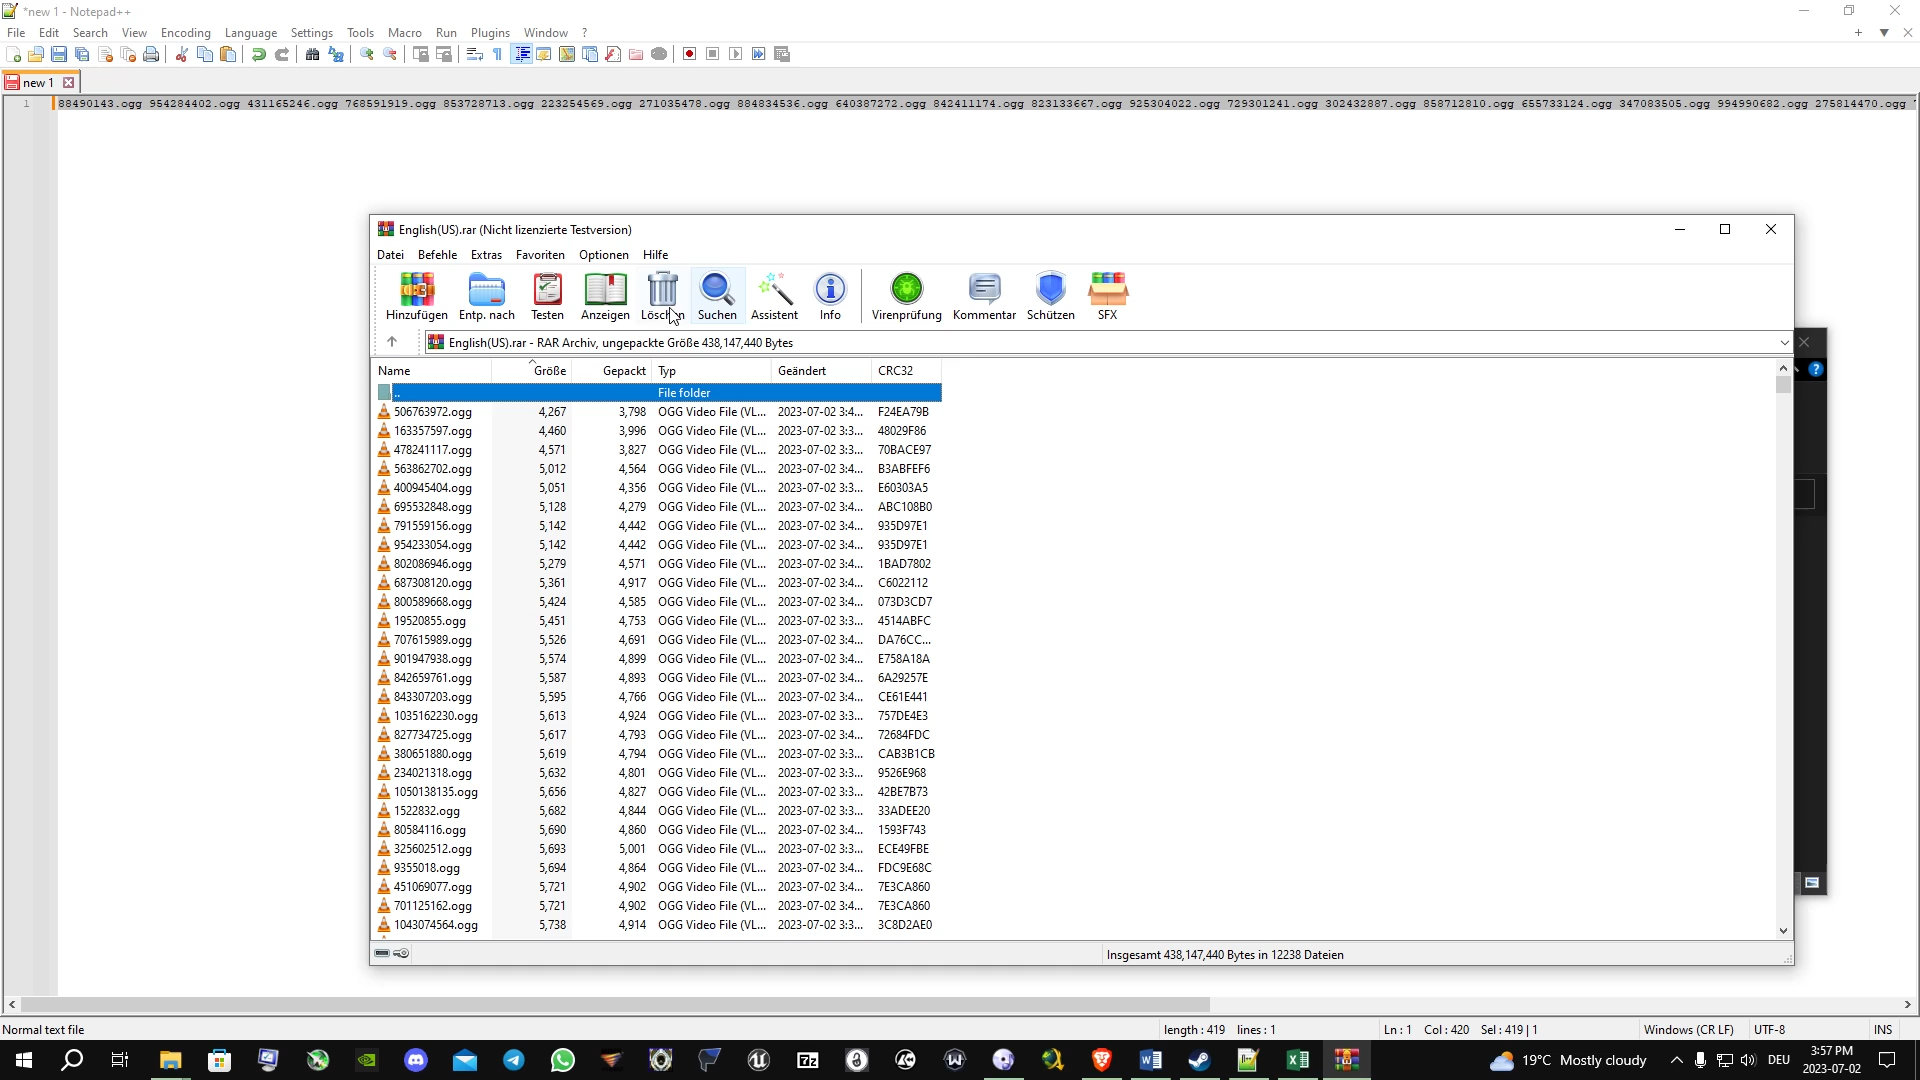 *new 1 - Notepad++
File Edit Search View Encoding Language Settings Tools Macro Run Plugins Window ?
new 1
1 88490143.ogg 954284402.ogg 431165246.ogg 768591919.ogg 853728713.ogg 223254569.ogg 271035478.ogg 884834536.ogg 640387272.ogg 842411174.ogg 823133667.ogg 925304022.ogg 729301241.ogg 302432887.ogg 858712810.ogg 655733124.ogg 347083505.ogg 994990682.ogg 275814470.ogg
English(US).rar (Nicht lizenzierte Testversion)
Datei Befehle Extras Favoriten Optionen Hilfe
Hinzufügen Entp. nach Testen Anzeigen Suchen Assistent Info Virenprüfung Kommentar Schützen SFX
English(US).rar - RAR Archiv, ungepackte Größe 438,147,440 Bytes
Name Größe Gepackt Typ Geändert CRC32
.. File folder
506763972.ogg 4,267 3,798 OGG Video File (VL... 2023-07-02 3:4... F24EA79B
163357597.ogg 4,460 3,996 OGG Video File (VL... 2023-07-02 3:3... 48029F86
478241117.ogg 4,571 3,827 OGG Video File (VL... 2023-07-02 3:3... 70BACE97
563862702.ogg 5,012 4,564 OGG Video File (VL... 2023-07-02 3:4... B3ABFEF6
400945404.ogg 5,051 4,356 OGG Video File (VL... 2023-07-02 3:3... E60303A5
695532848.ogg 5,128 4,279 OGG Video File (VL... 2023-07-02 3:4... ABC108B0
791559156.ogg 5,142 4,442 OGG Video File (VL... 2023-07-02 3:4... 935D97E1
954233054.ogg 5,142 4,442 OGG Video File (VL... 2023-07-02 3:4... 935D97E1
802086946.ogg 5,279 4,571 OGG Video File (VL... 2023-07-02 3:4... 1BAD7802
687308120.ogg 5,361 4,917 OGG Video File (VL... 2023-07-02 3:4... C6022112
800589668.ogg 5,424 4,585 OGG Video File (VL... 2023-07-02 3:4... 073D3CD7
19520855.ogg 5,451 4,753 OGG Video File (VL... 2023-07-02 3:3... 4514ABFC
707615989.ogg 5,526 4,691 OGG Video File (VL... 2023-07-02 3:4... DA76CC...
901947938.ogg 5,574 4,899 OGG Video File (VL... 2023-07-02 3:4... E758A18A
842659761.ogg 5,587 4,893 OGG Video File (VL... 2023-07-02 3:4... 6A29257E
843307203.ogg 5,595 4,766 OGG Video File (VL... 2023-07-02 3:4... CE61E441
1035162230.ogg 5,613 4,924 OGG Video File (VL... 2023-07-02 3:3... 757DE4E3
827734725.ogg 5,617 4,793 OGG Video File (VL... 2023-07-02 3:4... 72684FDC
380651880.ogg 5,619 4,794 OGG Video File (VL... 2023-07-02 3:3... CAB3B1CB
234021318.ogg 5,632 4,801 OGG Video File (VL... 2023-07-02 3:3... 9526E968
1050138135.ogg 5,656 4,827 OGG Video File (VL... 2023-07-02 3:3... 42BE7B73
1522832.ogg 5,682 4,844 OGG Video File (VL... 2023-07-02 3:3... 33ADEE20
80584116.ogg 5,690 4,860 OGG Video File (VL... 2023-07-02 3:4... 1593F743
325602512.ogg 5,693 5,001 OGG Video File (VL... 2023-07-02 3:3... ECE49FBE
9355018.ogg 5,694 4,864 OGG Video File (VL... 2023-07-02 3:4... FDC9E68C
451069077.ogg 5,721 4,902 OGG Video File (VL... 2023-07-02 3:3... 7E3CA860
701125162.ogg 5,721 4,902 OGG Video File (VL... 2023-07-02 3:4... 7E3CA860
1043074564.ogg 5,738 4,914 OGG Video File (VL... 2023-07-02 3:3... 3C8D2AE0
Insgesamt 438,147,440 Bytes in 12238 Dateien
Normal text file length : 419 lines : 1 Ln : 1 Col : 420 Sel : 419 | 1 Windows (CR LF) UTF-8 INS
19°C Mostly cloudy DEU 3:57 PM
2023-07-02